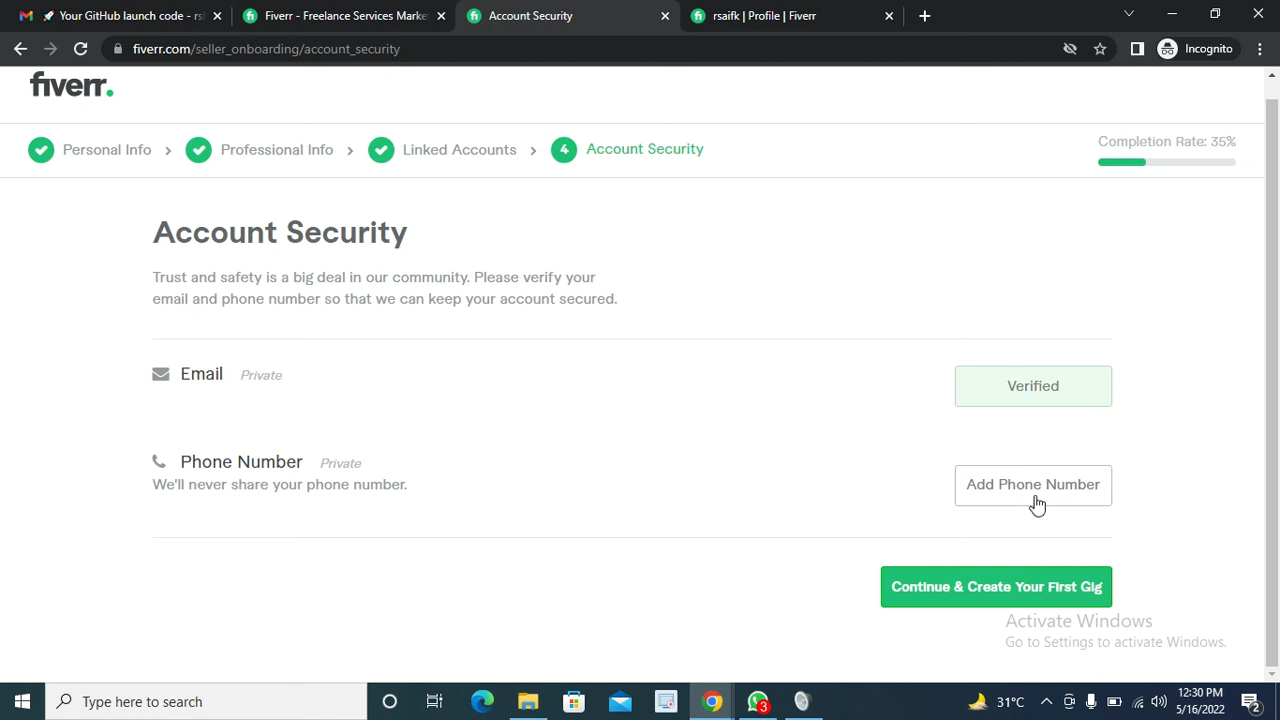 🚀 Your GitHub launch code - rs
Fiverr - Freelance Services Marke
Account Security
rsaifk | Profile | Fiverr
fiverr.com/seller_onboarding/account_security
Incognito
fiverr.
Personal Info
Professional Info
Linked Accounts
4
Account Security
Completion Rate: 35%
Account Security
Trust and safety is a big deal in our community. Please verify your
email and phone number so that we can keep your account secured.
Email Private
Verified
Phone Number Private
We'll never share your phone number.
Add Phone Number
Continue & Create Your First Gig
Activate Windows
Go to Settings to activate Windows.
Type here to search
3
31°C
12:30 PM
5/16/2022
2